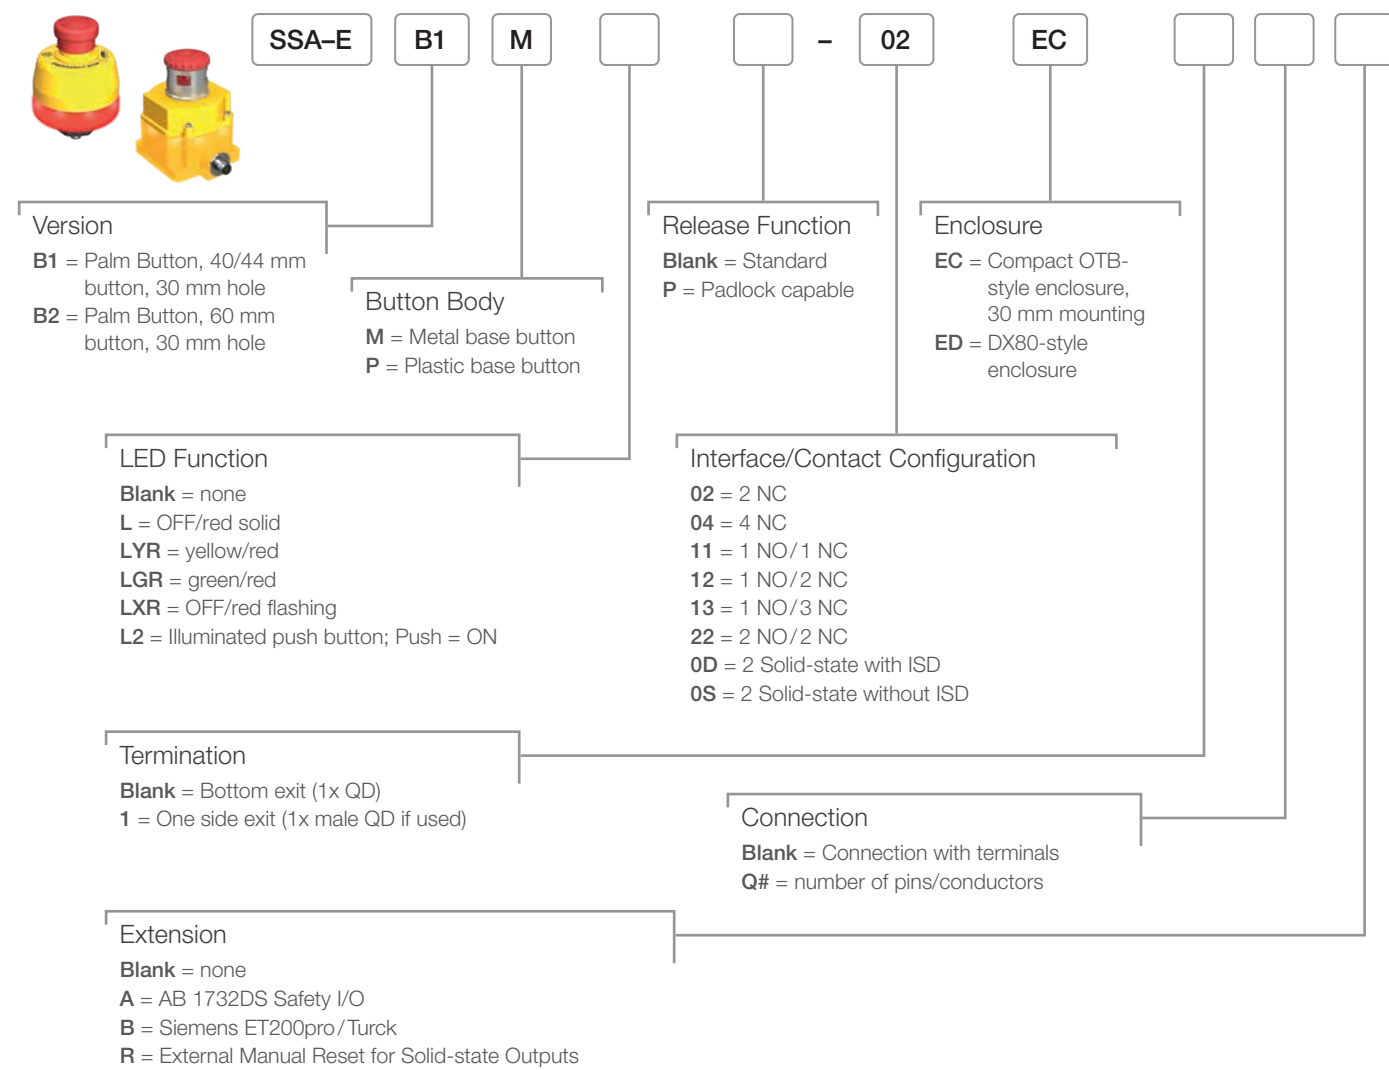 SSA–E B1 M – 02 EC
Version
B1 = Palm Button, 40/44 mm
button, 30 mm hole
B2 = Palm Button, 60 mm
button, 30 mm hole
Button Body
M = Metal base button
P = Plastic base button
Release Function
Blank = Standard
P = Padlock capable
Enclosure
EC = Compact OTB-
style enclosure,
30 mm mounting
ED = DX80-style
enclosure
LED Function
Blank = none
L = OFF/red solid
LYR = yellow/red
LGR = green/red
LXR = OFF/red flashing
L2 = Illuminated push button; Push = ON
Interface/Contact Configuration
02 = 2 NC
04 = 4 NC
11 = 1 NO/1 NC
12 = 1 NO/2 NC
13 = 1 NO/3 NC
22 = 2 NO/2 NC
0D = 2 Solid-state with ISD
0S = 2 Solid-state without ISD
Termination
Blank = Bottom exit (1x QD)
1 = One side exit (1x male QD if used)
Connection
Blank = Connection with terminals
Q# = number of pins/conductors
Extension
Blank = none
A = AB 1732DS Safety I/O
B = Siemens ET200pro/Turck
R = External Manual Reset for Solid-state Outputs